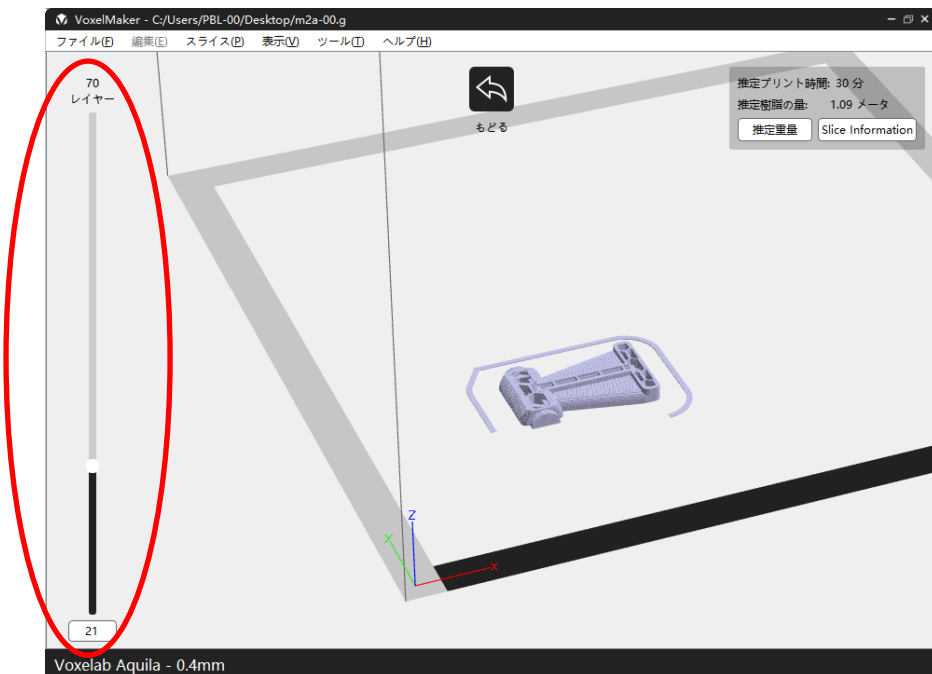 VoxelMaker - C:/Users/PBL-00/Desktop/m2a-00.g
ファイル(F) 編集(E) スライス(P) 表示(V) ツール(T) ヘルプ(H)
70
レイヤー
もどる
推定プリント時間: 30 分
推定樹脂の量: 1.09 メータ
推定重量 Slice Information
Z
X
X
21
Voxelab Aquila - 0.4mm